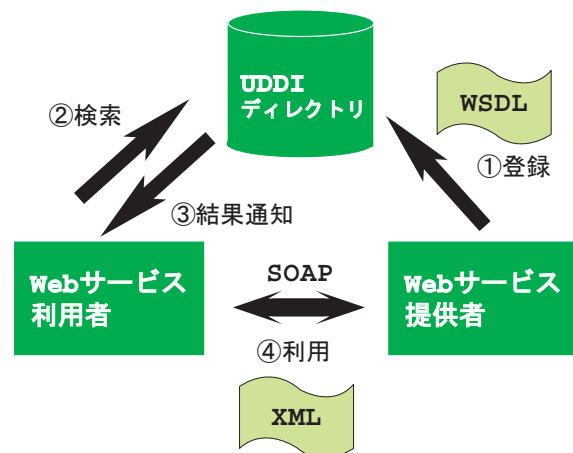 UDDI
ディレクトリ
WSDL
②検索
①登録
③結果通知
Webサービス
利用者
SOAP
Webサービス
提供者
④利用
XML